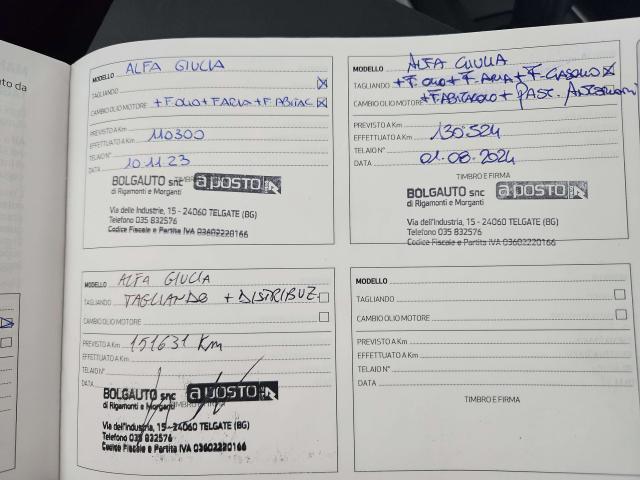 to da
MODELLO ALFA GIULIA
TAGLIANDO
CAMBIO OLIO MOTORE + F.OLIO + F.ARIA + F.ABITAC
PREVISTO A Km
EFFETTUATO A Km 110300
TELAIO N°
DATA 10.11.23
BOLGAUTO snc a posto
di Rigamonti e Morganti
Via delle Industrie, 15 - 24060 TELGATE (BG)
Telefono 035 832576
Codice Fiscale e Partita IVA 03602220166
MODELLO ALFA GIULIA
TAGLIANDO + F.OLIO + F.ARIA + F.GASOLIO
CAMBIO OLIO MOTORE + F.ABITACOLO + PAST. ANTERIORI
PREVISTO A Km
EFFETTUATO A Km 130.524
TELAIO N°
DATA 01.08.2024
TIMBRO E FIRMA
BOLGAUTO snc a posto
di Rigamonti e Morganti
Via delle Industrie, 15 - 24060 TELGATE (BG)
Telefono 035 832576
Codice Fiscale e Partita IVA 03602220166
MODELLO ALFA GIULIA
TAGLIANDO TAGLIANDO + DISTRIBUZ.
CAMBIO OLIO MOTORE
PREVISTO A Km 151631 Km
EFFETTUATO A Km
TELAIO N°
DATA
BOLGAUTO snc a posto
di Rigamonti e Morganti
Via dell'Industria, 15 - 24060 TELGATE (BG)
Telefono 035 832576
Codice Fiscale e Partita IVA 03602220166
MODELLO
TAGLIANDO
CAMBIO OLIO MOTORE
PREVISTO A Km
EFFETTUATO A Km
TELAIO N°
DATA
TIMBRO E FIRMA